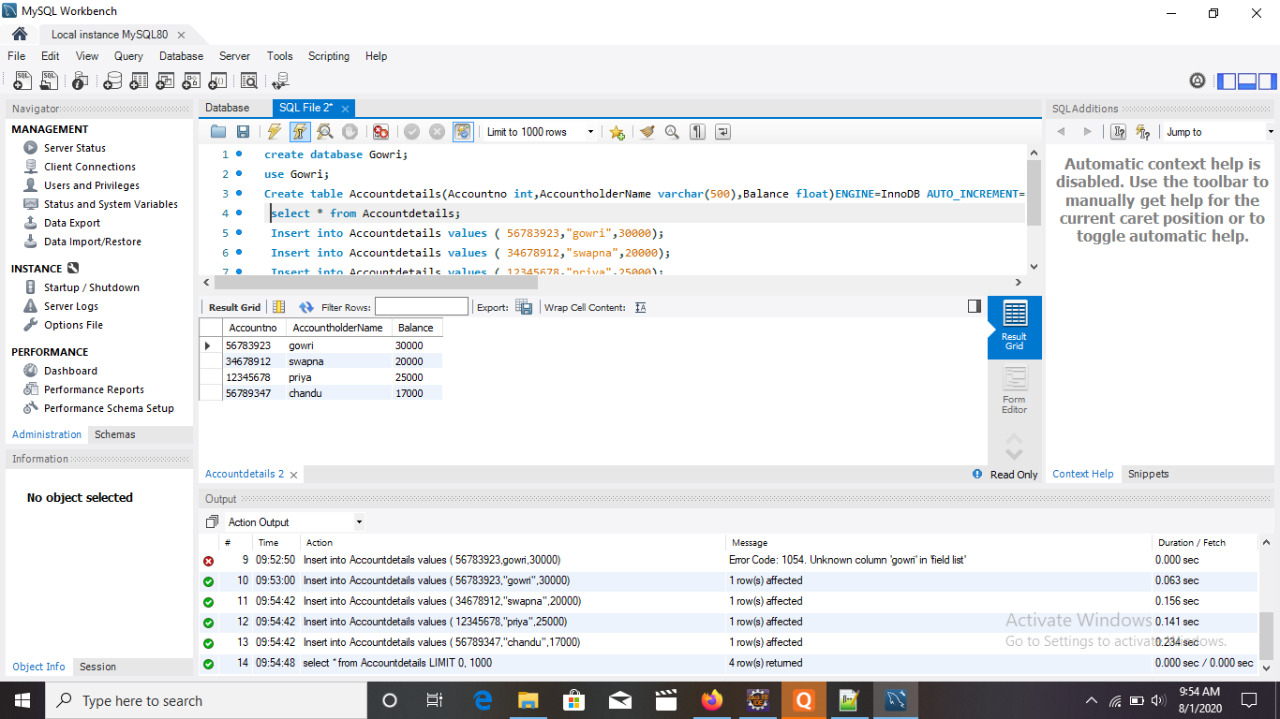 MySQL Workbench
Local instance MySQL80
File Edit View Query Database Server Tools Scripting Help
Navigator
MANAGEMENT
Server Status
Client Connections
Users and Privileges
Status and System Variables
Data Export
Data Import/Restore
INSTANCE
Startup / Shutdown
Server Logs
Options File
PERFORMANCE
Dashboard
Performance Reports
Performance Schema Setup
Administration Schemas
Information
No object selected
Object Info Session
Database SQL File 2*
Limit to 1000 rows
1 create database Gowri;
2 use Gowri;
3 Create table Accountdetails(Accountno int,AccountholderName varchar(500),Balance float)ENGINE=InnoDB AUTO_INCREMENT=
4 select * from Accountdetails;
5 Insert into Accountdetails values ( 56783923,"gowri",30000);
6 Insert into Accountdetails values ( 34678912,"swapna",20000);
7 Insert into Accountdetails values ( 12345678,"priya",25000);
Result Grid Filter Rows: Export: Wrap Cell Content:
Accountno AccountholderName Balance
56783923 gowri 30000
34678912 swapna 20000
12345678 priya 25000
56789347 chandu 17000
Result Grid
Form Editor
Accountdetails 2
Read Only
SQLAdditions
Jump to
Automatic context help is
disabled. Use the toolbar to
manually get help for the
current caret position or to
toggle automatic help.
Context Help Snippets
Output
Action Output
# Time Action Message Duration / Fetch
9 09:52:50 Insert into Accountdetails values ( 56783923,gowri,30000) Error Code: 1054. Unknown column 'gowri' in 'field list' 0.000 sec
10 09:53:00 Insert into Accountdetails values ( 56783923,"gowri",30000) 1 row(s) affected 0.063 sec
11 09:54:42 Insert into Accountdetails values ( 34678912,"swapna",20000) 1 row(s) affected 0.156 sec
12 09:54:42 Insert into Accountdetails values ( 12345678,"priya",25000) 1 row(s) affected 0.141 sec
13 09:54:42 Insert into Accountdetails values ( 56789347,"chandu",17000) 1 row(s) affected 0.234 sec
14 09:54:48 select * from Accountdetails LIMIT 0, 1000 4 row(s) returned 0.000 sec / 0.000 sec
Activate Windows
Go to Settings to activate Windows.
Type here to search
9:54 AM
8/1/2020